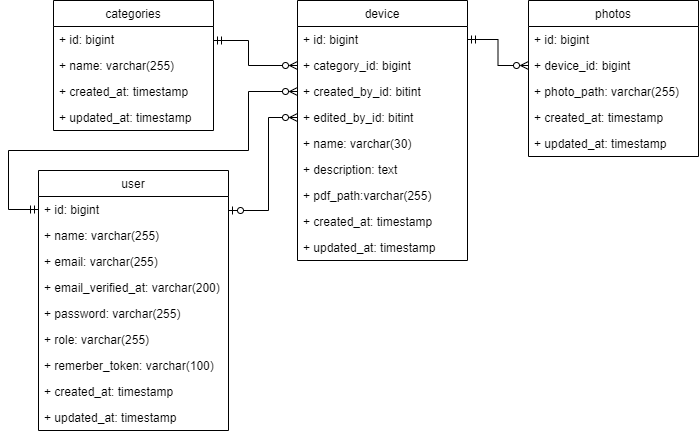 categories
+ id: bigint
+ name: varchar(255)
+ created_at: timestamp
+ updated_at: timestamp
device
+ id: bigint
+ category_id: bigint
+ created_by_id: bitint
+ edited_by_id: bitint
+ name: varchar(30)
+ description: text
+ pdf_path:varchar(255)
+ created_at: timestamp
+ updated_at: timestamp
photos
+ id: bigint
+ device_id: bigint
+ photo_path: varchar(255)
+ created_at: timestamp
+ updated_at: timestamp
user
+ id: bigint
+ name: varchar(255)
+ email: varchar(255)
+ email_verified_at: varchar(200)
+ password: varchar(255)
+ role: varchar(255)
+ remerber_token: varchar(100)
+ created_at: timestamp
+ updated_at: timestamp